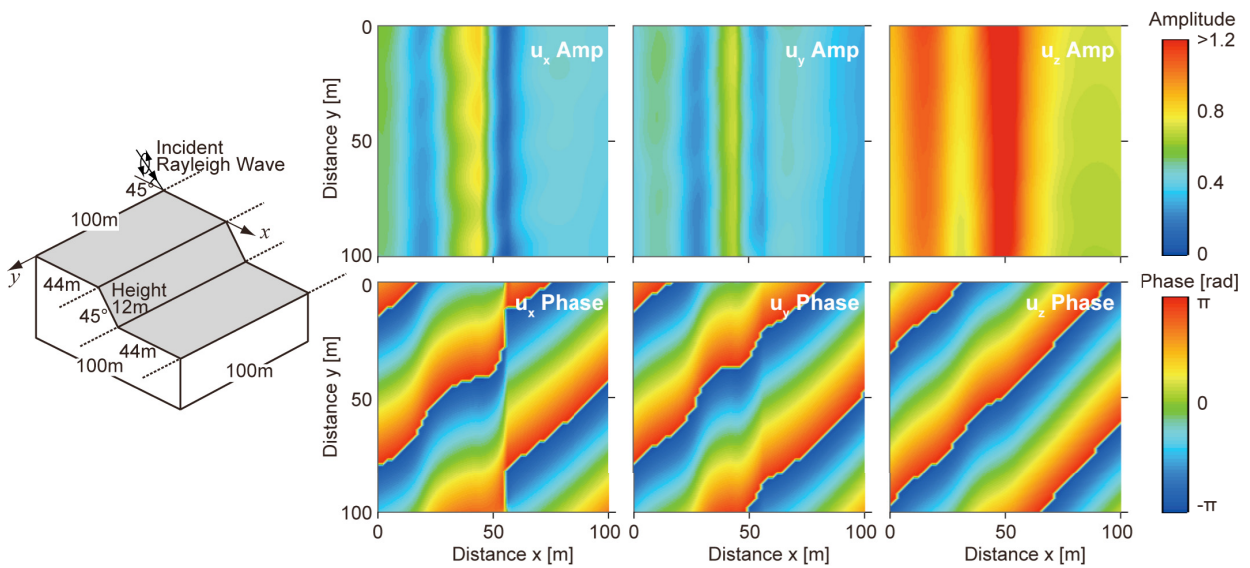 Incident
Rayleigh Wave
45°
100m
x
y
44m
Height
12m
45°
44m
100m
100m
u_x Amp
u_y Amp
u_z Amp
Amplitude
>1.2
0.8
0.4
0
Distance y [m]
0
50
100
u_x Phase
u_y Phase
u_z Phase
Phase [rad]
π
0
-π
Distance y [m]
0
50
100
0
50
100
0
50
100
0
50
100
Distance x [m]
Distance x [m]
Distance x [m]